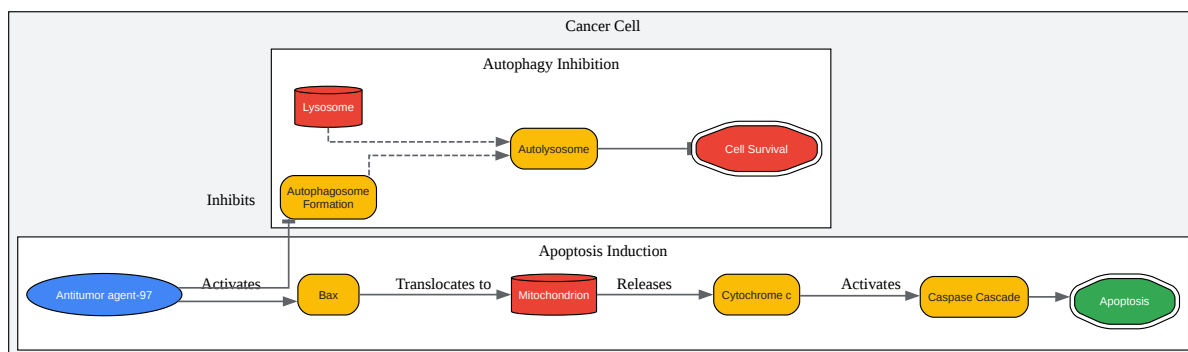 Cancer Cell
Autophagy Inhibition
Lysosome
Autolysosome
Cell Survival
Autophagosome
Formation
Inhibits
Apoptosis Induction
Antitumor agent-97
Activates
Bax
Translocates to
Mitochondrion
Releases
Cytochrome c
Activates
Caspase Cascade
Apoptosis